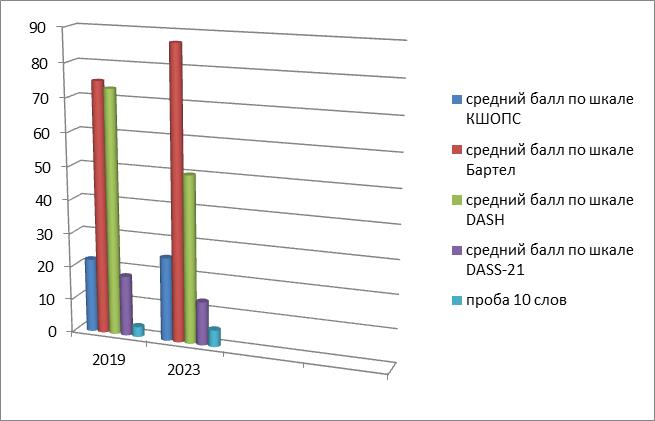 90
80
70
60
50
40
30
20
10
0
2019
2023
средний балл по шкале
КШОПС
средний балл по шкале
Бартел
средний балл по шкале
DASH
средний балл по шкале
DASS-21
проба 10 слов